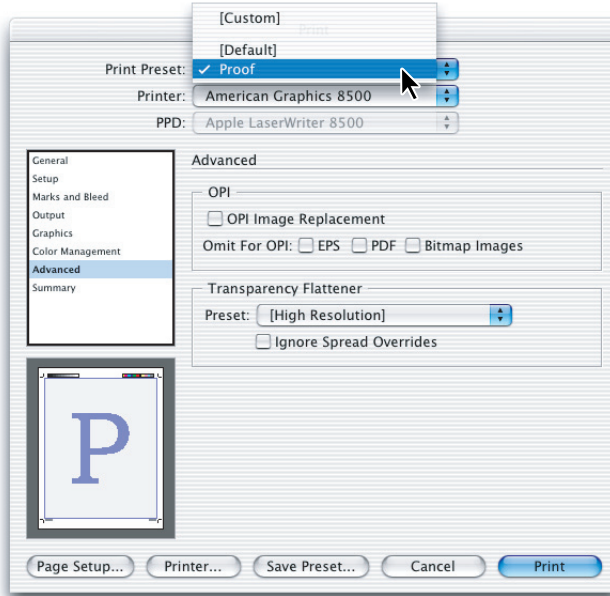 [Custom]
Print
[Default]
Print Preset: ✓ Proof
Printer: American Graphics 8500
PPD: Apple LaserWriter 8500
General
Setup
Marks and Bleed
Output
Graphics
Color Management
Advanced
Summary
Advanced
OPI
OPI Image Replacement
Omit For OPI: EPS PDF Bitmap Images
Transparency Flattener
Preset: [High Resolution]
Ignore Spread Overrides
P
Page Setup... Printer... Save Preset... Cancel Print